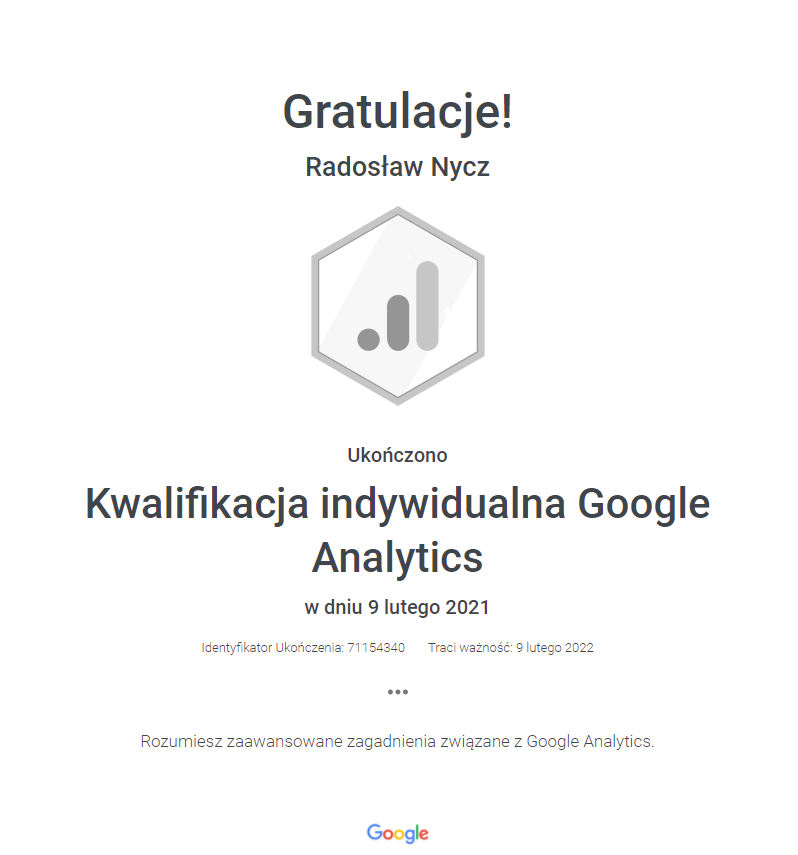 Gratulacje!
Radosław Nycz
Ukończono
Kwalifikacja indywidualna Google
Analytics
w dniu 9 lutego 2021
Identyfikator Ukończenia: 71154340 Traci ważność: 9 lutego 2022
Rozumiesz zaawansowane zagadnienia związane z Google Analytics.
Google